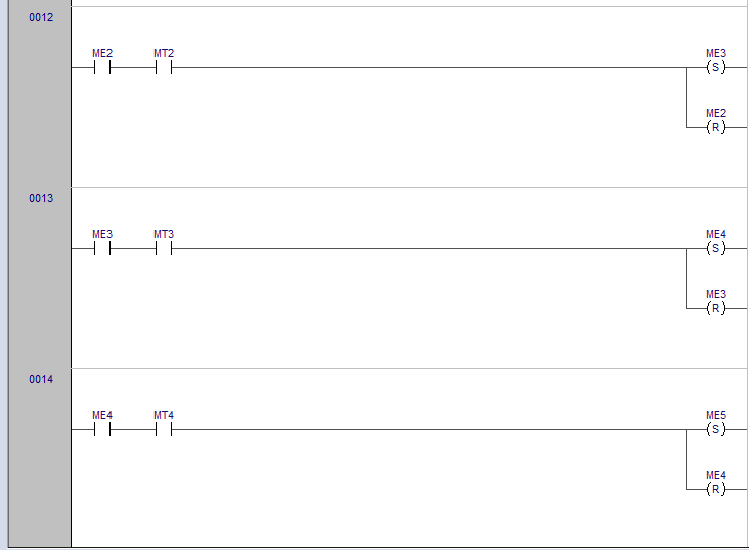 0012
ME2 MT2 ME3
(S)
ME2
(R)
0013
ME3 MT3 ME4
(S)
ME3
(R)
0014
ME4 MT4 ME5
(S)
ME4
(R)